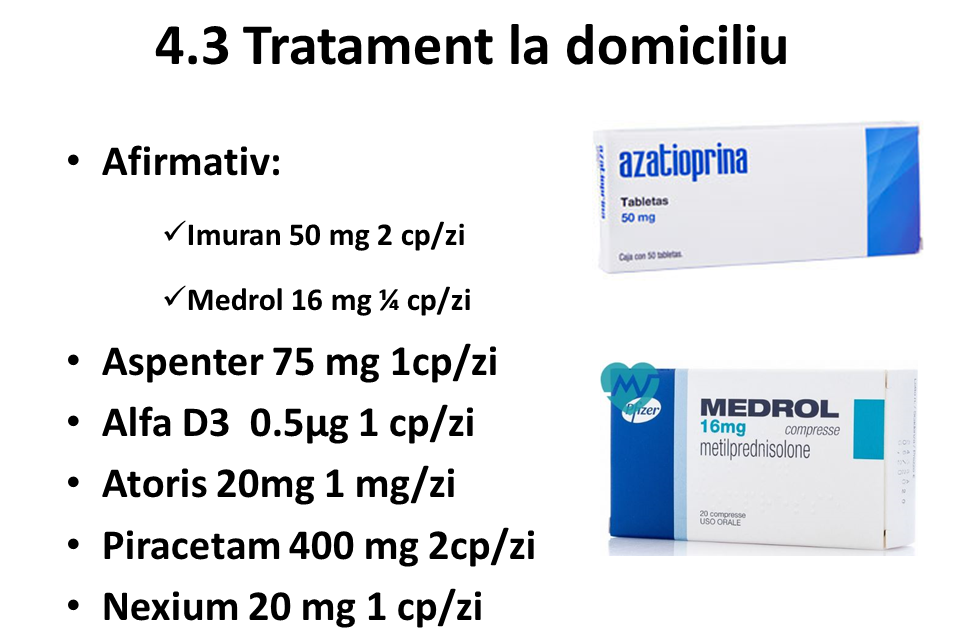 4.3 Tratament la domiciliu
• Afirmativ:
✓Imuran 50 mg 2 cp/zi
✓Medrol 16 mg ¼ cp/zi
• Aspenter 75 mg 1cp/zi
• Alfa D3 0.5µg 1 cp/zi
• Atoris 20mg 1 mg/zi
• Piracetam 400 mg 2cp/zi
• Nexium 20 mg 1 cp/zi
azatioprina
azatioprina
Tabletas
50 mg
Caja con 50 tabletas.
Pfizer
MEDROL
16mg compresse
metilprednisolone
20 compresse
USO ORALE